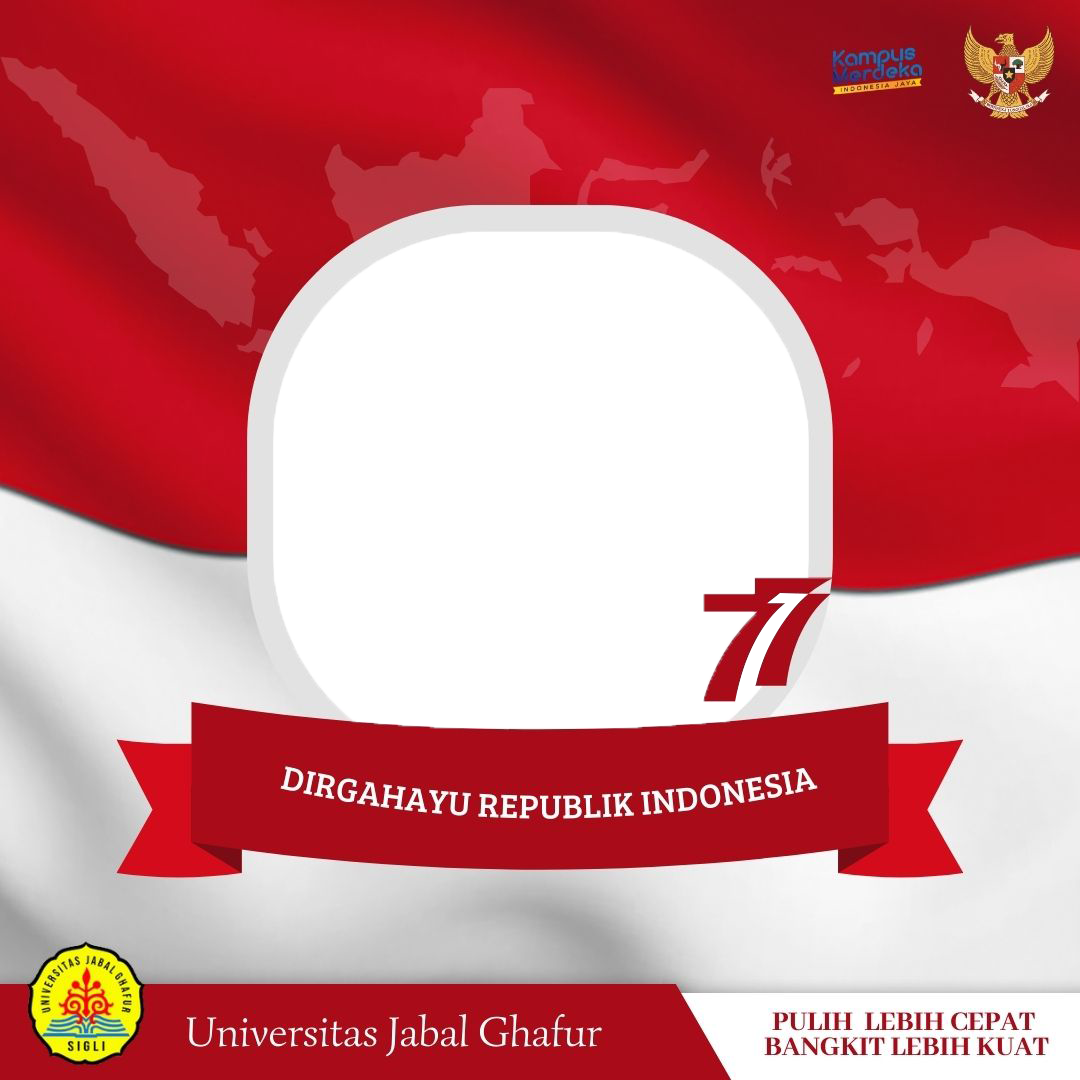 Kampus
Merdeka
INDONESIA JAYA
77
DIRGAHAYU REPUBLIK INDONESIA
UNIVERSITAS JABAL GHAFUR
SIGLI
Universitas Jabal Ghafur
PULIH LEBIH CEPAT
BANGKIT LEBIH KUAT